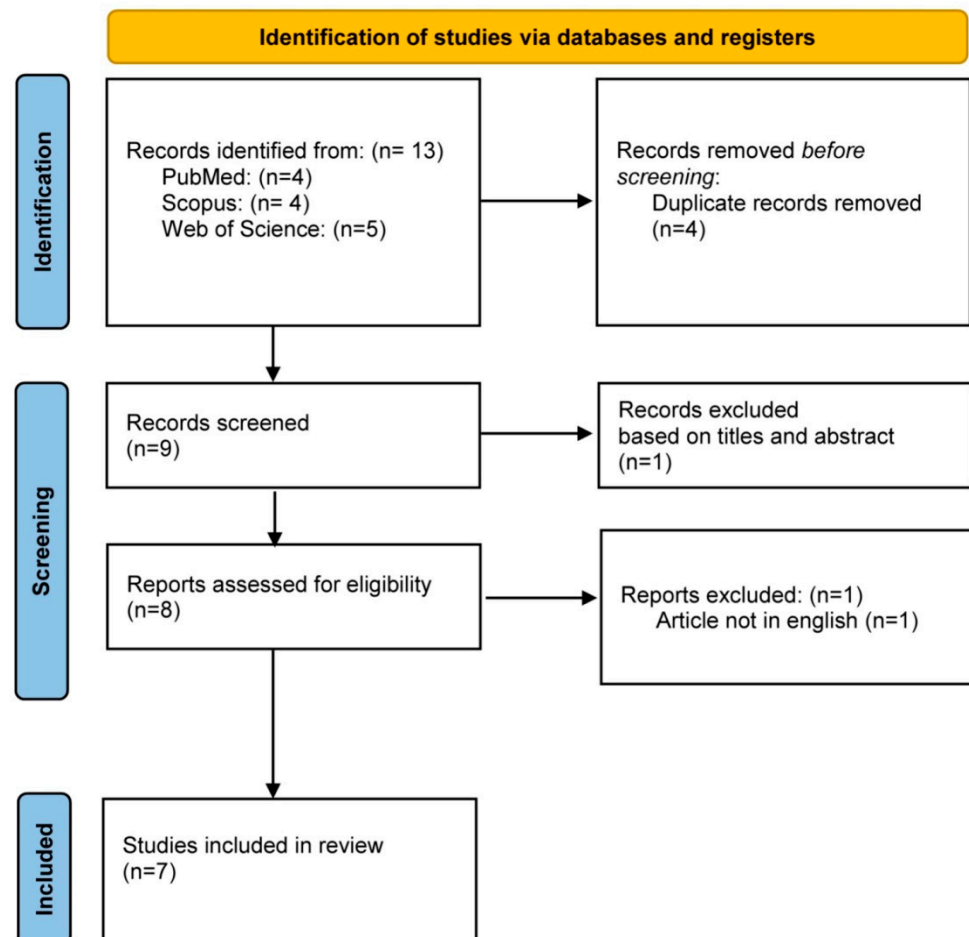 Identification of studies via databases and registers
Identification
Records identified from: (n= 13)
PubMed: (n=4)
Scopus: (n= 4)
Web of Science: (n=5)
Records removed before
screening:
Duplicate records removed
(n=4)
Screening
Records screened
(n=9)
Records excluded
based on titles and abstract
(n=1)
Reports assessed for eligibility
(n=8)
Reports excluded: (n=1)
Article not in english (n=1)
Included
Studies included in review
(n=7)